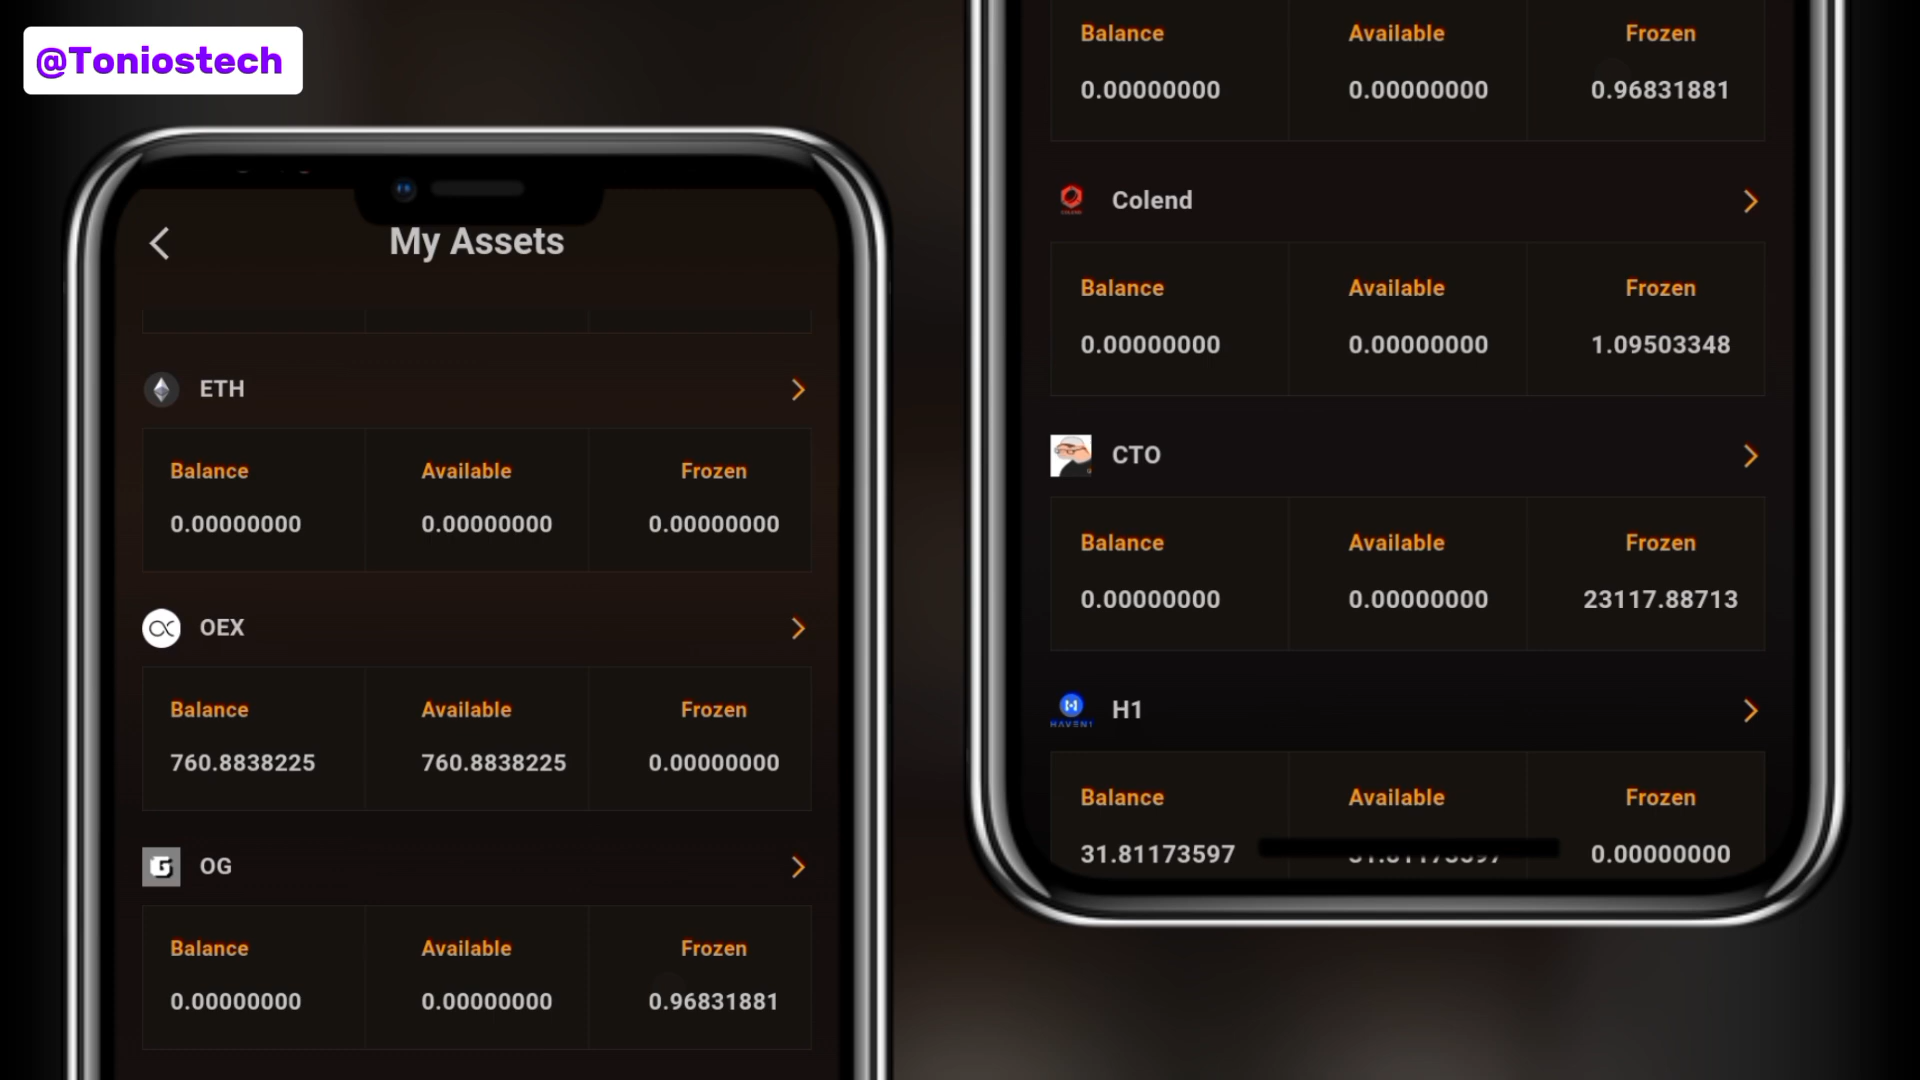 @Toniostech
My Assets
ETH
Balance Available Frozen
0.00000000 0.00000000 0.00000000
OEX
Balance Available Frozen
760.8838225 760.8838225 0.00000000
OG
Balance Available Frozen
0.00000000 0.00000000 0.96831881
Balance Available Frozen
0.00000000 0.00000000 0.96831881
COLEND
Colend
Balance Available Frozen
0.00000000 0.00000000 1.09503348
CTO
Balance Available Frozen
0.00000000 0.00000000 23117.88713
HAVEN1
H1
Balance Available Frozen
31.81173597 0.00000000